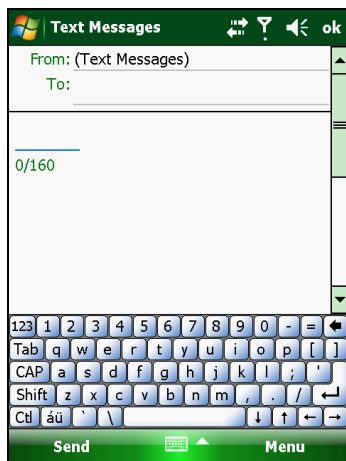 Text Messages ok
From: (Text Messages)
To:
0/160
123 1 2 3 4 5 6 7 8 9 0 - =
Tab q w e r t y u i o p [ ]
CAP a s d f g h j k l ; '
Shift z x c v b n m , . /
Ctl áü ` \
Send Menu